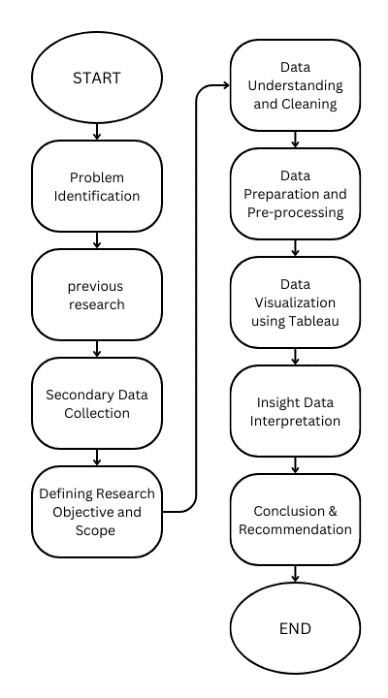 START
Problem
Identification
previous
research
Secondary Data
Collection
Defining Research
Objective and
Scope
Data
Understanding
and Cleaning
Data
Preparation and
Pre-processing
Data
Visualization
using Tableau
Insight Data
Interpretation
Conclusion &
Recommendation
END